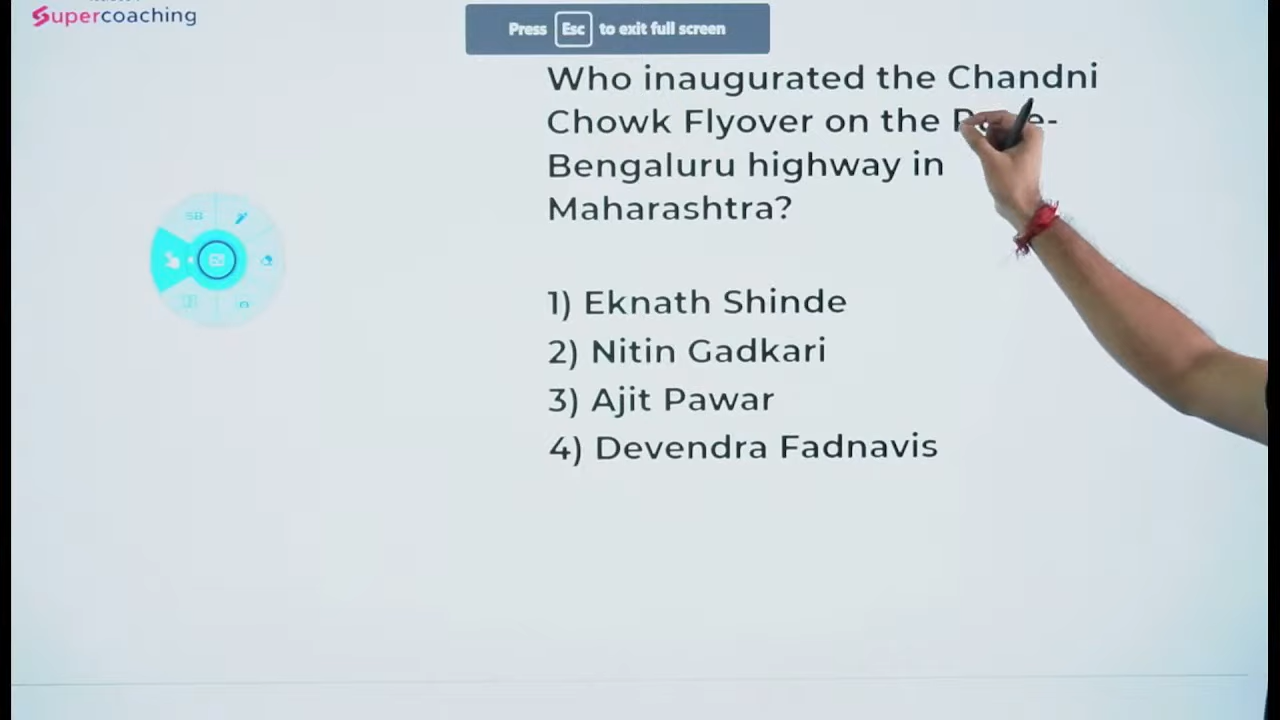 Supercoaching
Press Esc to exit full screen
Who inaugurated the Chandni
Chowk Flyover on the
Bengaluru highway in
Maharashtra?
1) Eknath Shinde
2) Nitin Gadkari
3) Ajit Pawar
4) Devendra Fadnavis